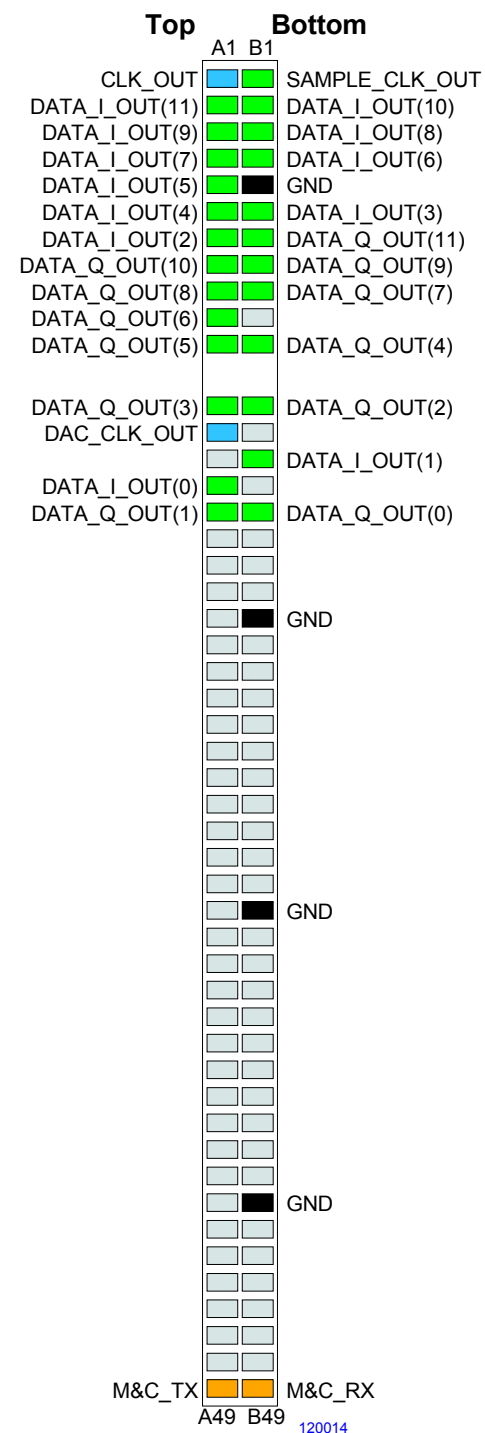 Top Bottom
A1 B1
CLK_OUT SAMPLE_CLK_OUT
DATA_I_OUT(11) DATA_I_OUT(10)
DATA_I_OUT(9) DATA_I_OUT(8)
DATA_I_OUT(7) DATA_I_OUT(6)
DATA_I_OUT(5) GND
DATA_I_OUT(4) DATA_I_OUT(3)
DATA_I_OUT(2) DATA_Q_OUT(11)
DATA_Q_OUT(10) DATA_Q_OUT(9)
DATA_Q_OUT(8) DATA_Q_OUT(7)
DATA_Q_OUT(6)
DATA_Q_OUT(5) DATA_Q_OUT(4)
DATA_Q_OUT(3) DATA_Q_OUT(2)
DAC_CLK_OUT
DATA_I_OUT(1)
DATA_I_OUT(0)
DATA_Q_OUT(1) DATA_Q_OUT(0)
GND
GND
GND
M&C_TX M&C_RX
A49 B49
120014